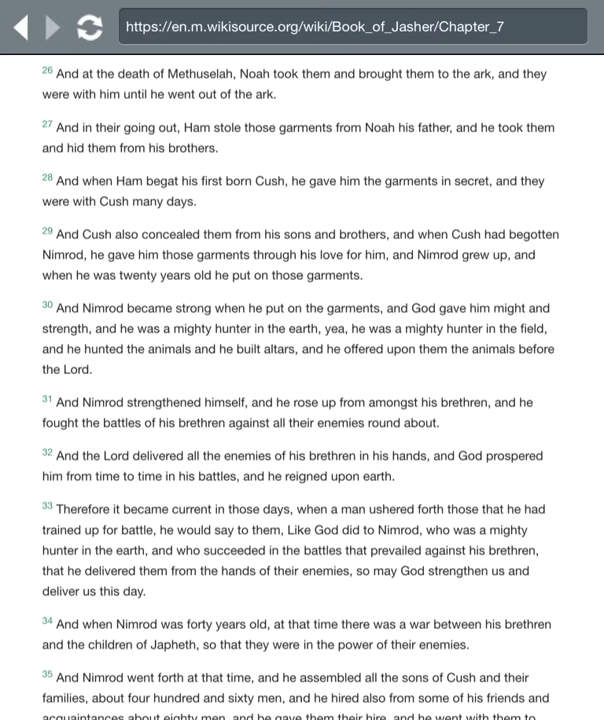 https://en.m.wikisource.org/wiki/Book_of_Jasher/Chapter_7
26 And at the death of Methuselah, Noah took them and brought them to the ark, and they
were with him until he went out of the ark.
27 And in their going out, Ham stole those garments from Noah his father, and he took them
and hid them from his brothers.
28 And when Ham begat his first born Cush, he gave him the garments in secret, and they
were with Cush many days.
29 And Cush also concealed them from his sons and brothers, and when Cush had begotten
Nimrod, he gave him those garments through his love for him, and Nimrod grew up, and
when he was twenty years old he put on those garments.
30 And Nimrod became strong when he put on the garments, and God gave him might and
strength, and he was a mighty hunter in the earth, yea, he was a mighty hunter in the field,
and he hunted the animals and he built altars, and he offered upon them the animals before
the Lord.
31 And Nimrod strengthened himself, and he rose up from amongst his brethren, and he
fought the battles of his brethren against all their enemies round about.
32 And the Lord delivered all the enemies of his brethren in his hands, and God prospered
him from time to time in his battles, and he reigned upon earth.
33 Therefore it became current in those days, when a man ushered forth those that he had
trained up for battle, he would say to them, Like God did to Nimrod, who was a mighty
hunter in the earth, and who succeeded in the battles that prevailed against his brethren,
that he delivered them from the hands of their enemies, so may God strengthen us and
deliver us this day.
34 And when Nimrod was forty years old, at that time there was a war between his brethren
and the children of Japheth, so that they were in the power of their enemies.
35 And Nimrod went forth at that time, and he assembled all the sons of Cush and their
families, about four hundred and sixty men, and he hired also from some of his friends and
acquaintances about eighty men, and he gave them their hire, and he went with them to